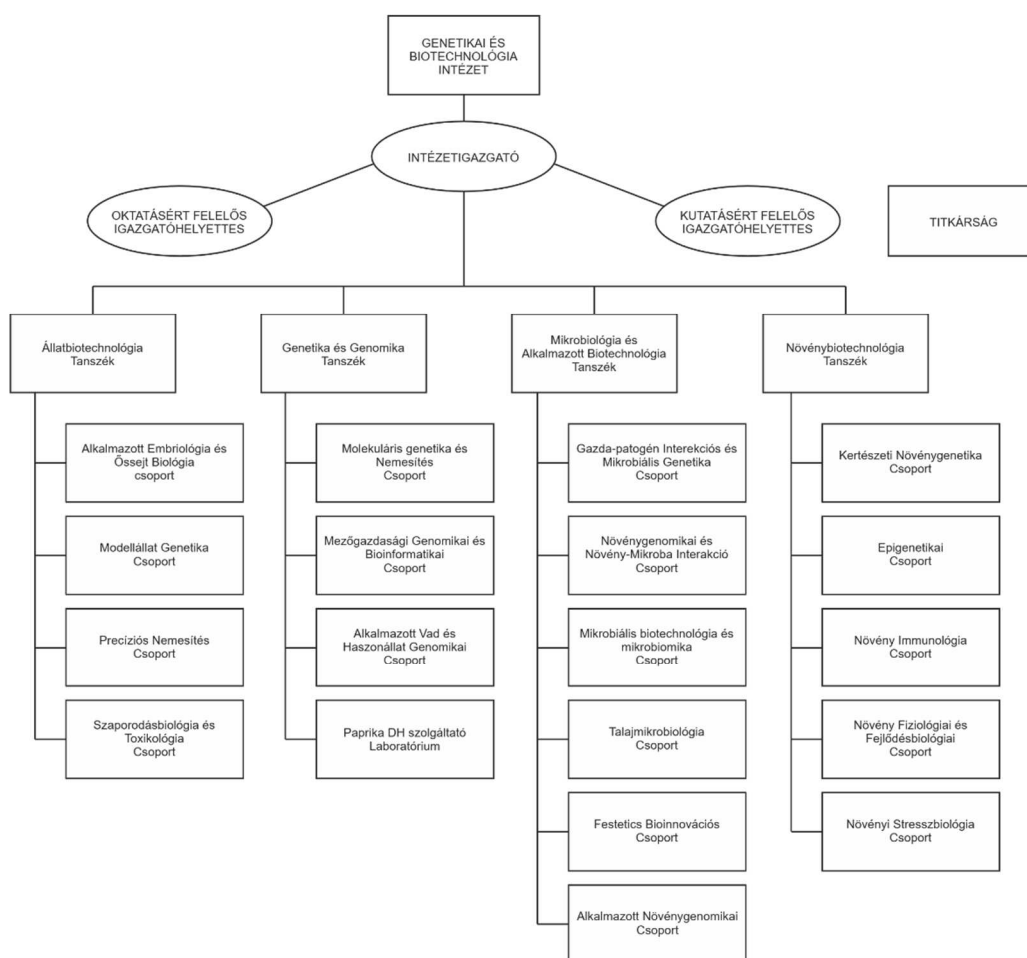 GENETIKAI ÉS
BIOTECHNOLÓGIA
INTÉZET
INTÉZETIGAZGATÓ
OKTATÁSÉRT FELELŐS
IGAZGATÓHELYETTES
KUTATÁSÉRT FELELŐS
IGAZGATÓHELYETTES
TITKÁRSÁG
Állatbiotechnológia
Tanszék
Genetika és Genomika
Tanszék
Mikrobiológia és
Alkalmazott Biotechnológia
Tanszék
Növénybiotechnológia
Tanszék
Alkalmazott Embriológia és
Őssejt Biológia
csoport
Modellállat Genetika
Csoport
Precíziós Nemesítés
Csoport
Szaporodásbiológia és
Toxikológia
Csoport
Molekuláris genetika és
Nemesítés
Csoport
Mezőgazdasági Genomikai és
Bioinformatikai
Csoport
Alkalmazott Vad és
Haszonállat Genomikai
Csoport
Paprika DH szolgáltató
Laboratórium
Gazda-patogén Interekciós és
Mikrobiális Genetika
Csoport
Növénygenomikai és
Növény-Mikroba Interakció
Csoport
Mikrobiális biotechnológia és
mikrobiomika
Csoport
Talajmikrobiológia
Csoport
Festetics Bioinnovációs
Csoport
Alkalmazott Növénygenomikai
Csoport
Kertészeti Növénygenetika
Csoport
Epigenetikai
Csoport
Növény Immunológia
Csoport
Növény Fiziológiai és
Fejlődésbiológiai
Csoport
Növényi Stresszbiológia
Csoport